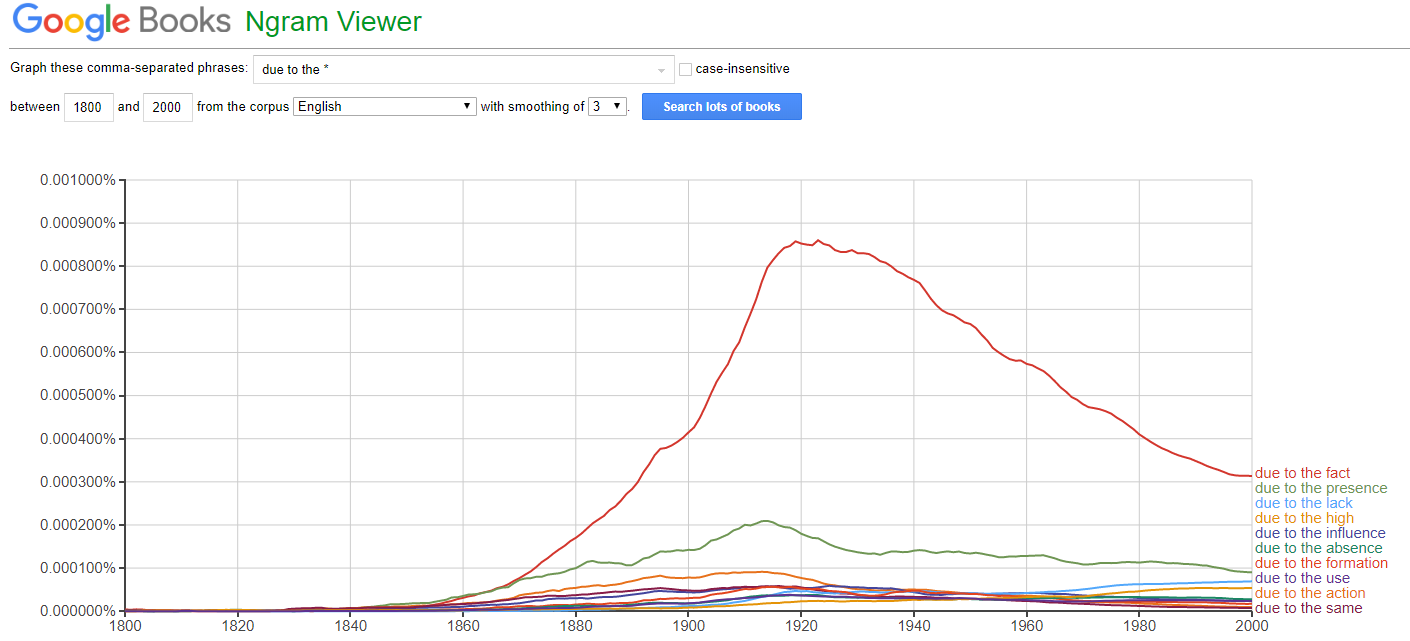 Google Books Ngram Viewer
Graph these comma-separated phrases: due to the * case-insensitive
between 1800 and 2000 from the corpus English with smoothing of 3 . Search lots of books
0.001000%
0.000900%
0.000800%
0.000700%
0.000600%
0.000500%
0.000400%
0.000300%
0.000200%
0.000100%
0.000000%
due to the fact
due to the presence
due to the lack
due to the high
due to the influence
due to the absence
due to the formation
due to the use
due to the action
due to the same
1800 1820 1840 1860 1880 1900 1920 1940 1960 1980 2000